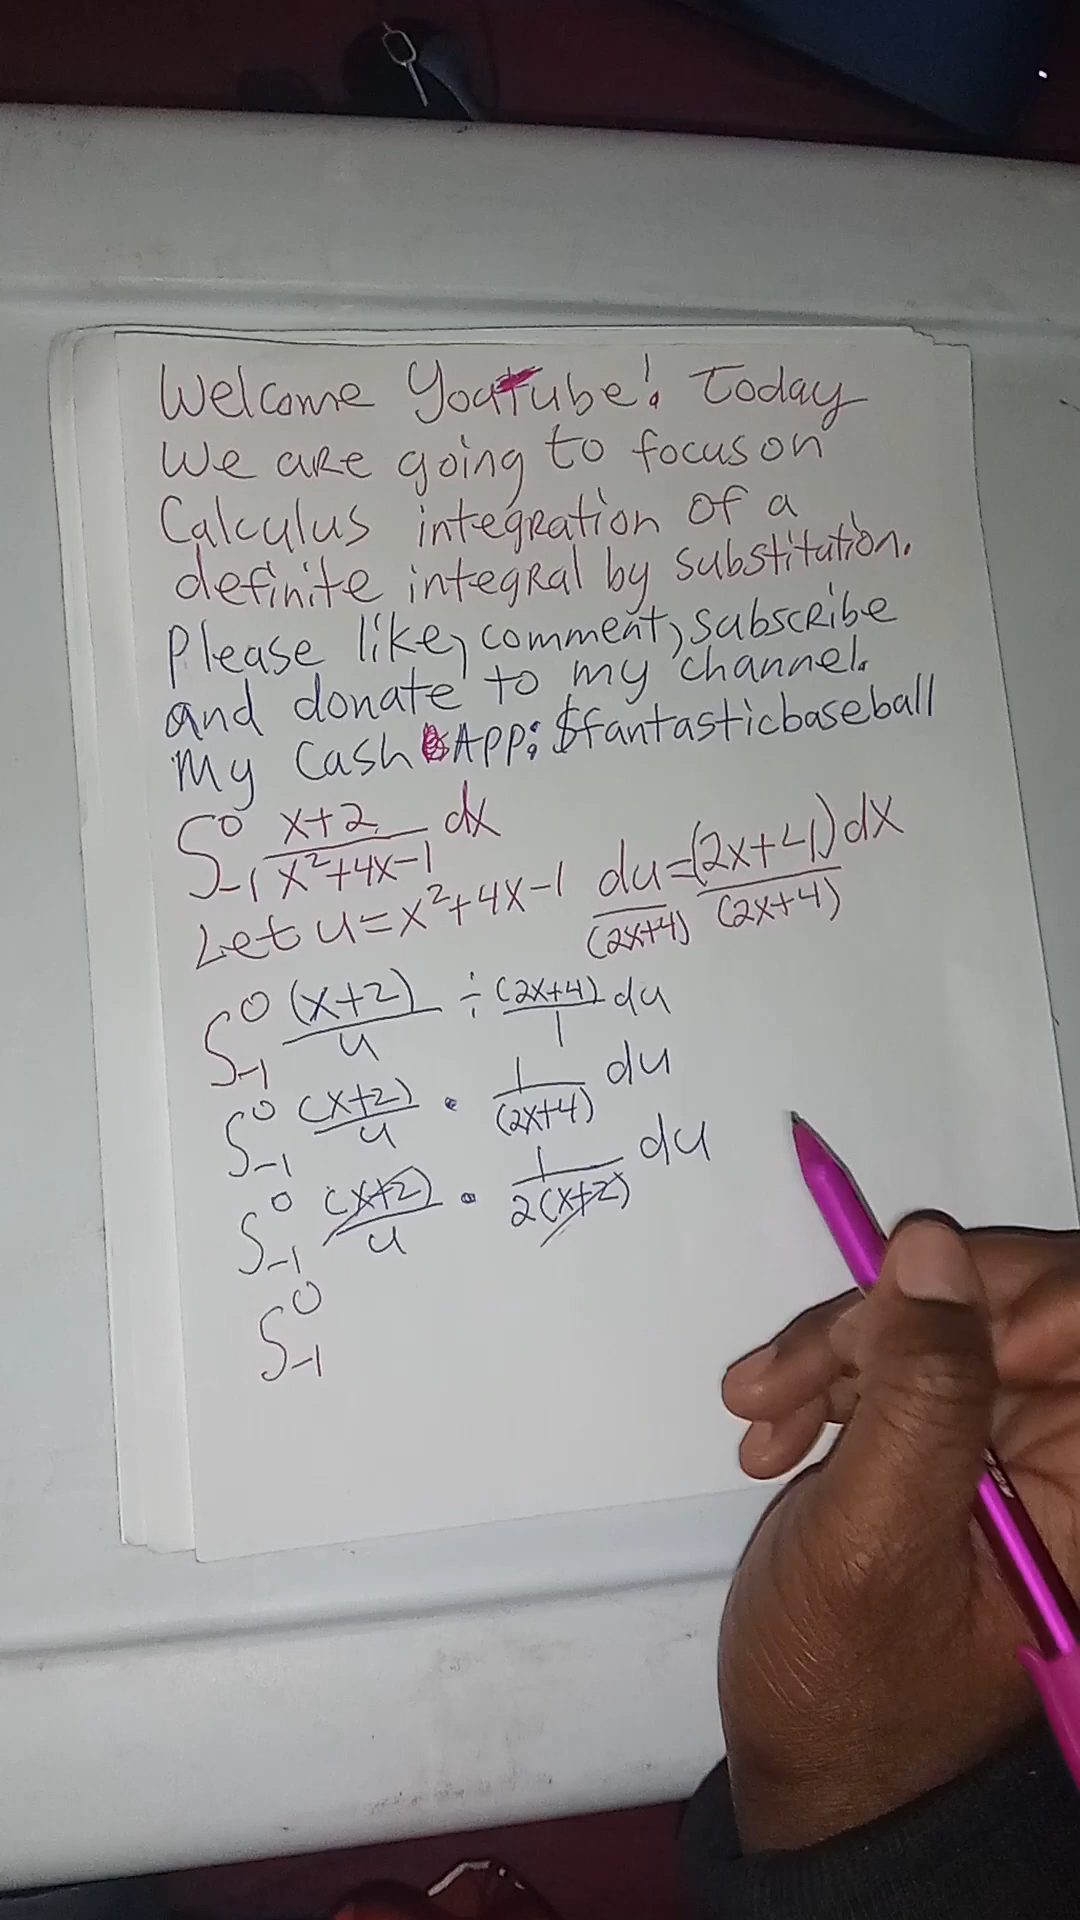 Welcome Youtube! Today
We are going to focus on
Calculus integration of a
definite integral by substitution.
Please like, comment, subscribe
and donate to my channel.
My Cash App: $fantasticbaseball
∫₋₁⁰ (x+2)/(x²+4x-1) dx
Let u=x²+4x-1 du/(2x+4)=(2x+4)dx/(2x+4)
∫₋₁⁰ (x+2)/u ÷ (2x+4)/1 du
∫₋₁⁰ (x+2)/u • 1/(2x+4) du
∫₋₁⁰ (x+2)/u • 1/2(x+2) du
∫₋₁⁰